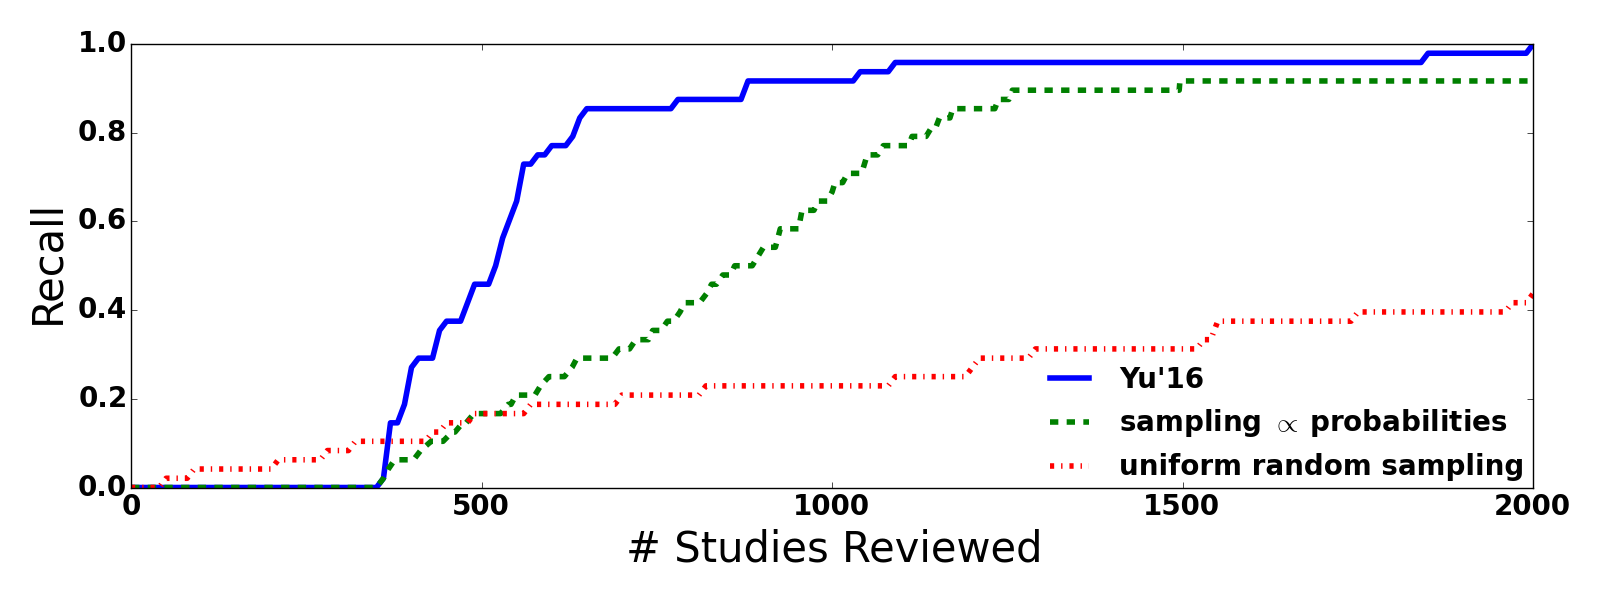 1.0
0.8
0.6
0.4
0.2
0.0
Recall
0
500
1000
1500
2000
# Studies Reviewed
Yu'16
sampling ∝ probabilities
uniform random sampling